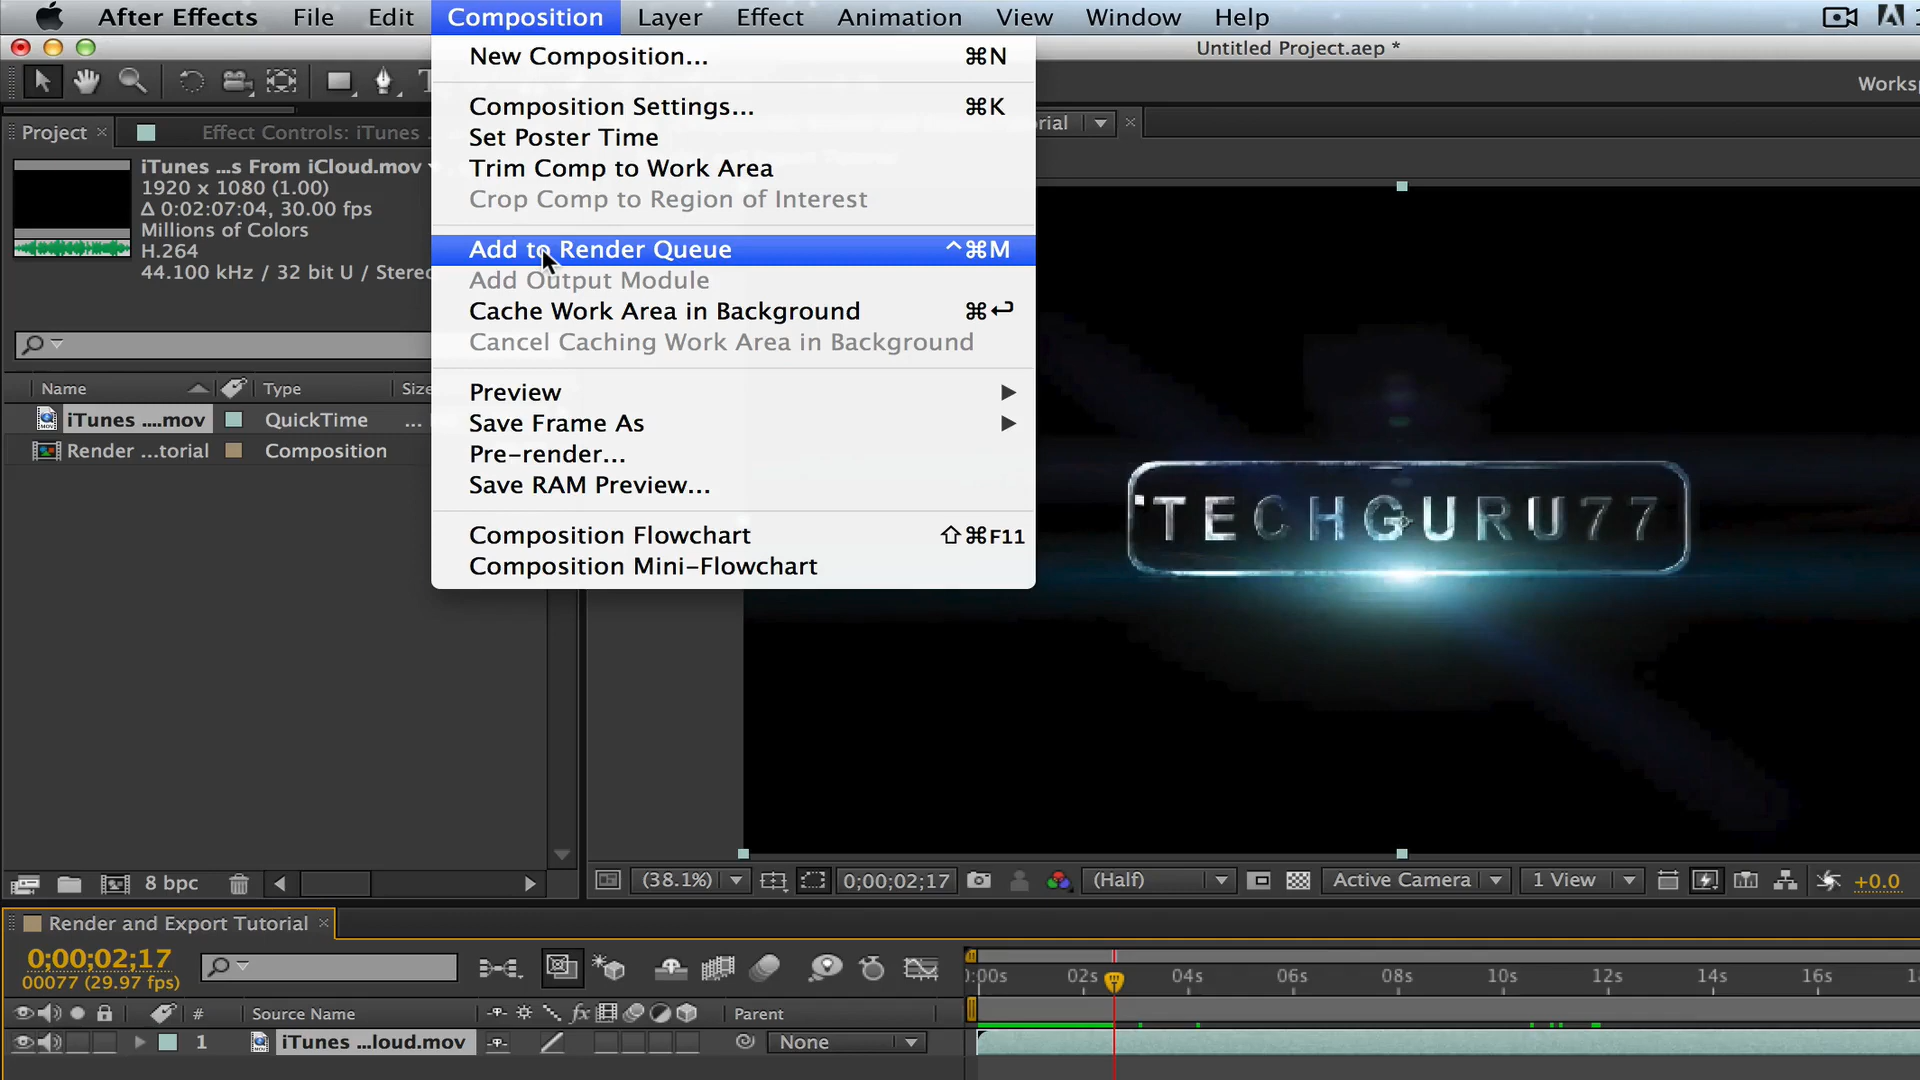 After Effects File Edit Composition Layer Effect Animation View Window Help
Untitled Project.aep *
Works
Project Effect Controls: iTunes
iTunes ...s From iCloud.mov
1920 x 1080 (1.00)
Δ 0:02:07:04, 30.00 fps
Millions of Colors
H.264
44.100 kHz / 32 bit U / Stereo
Name Type Size
iTunes ....mov QuickTime ...
Render ...torial Composition
8 bpc
New Composition... ⌘N
Composition Settings... ⌘K
Set Poster Time
Trim Comp to Work Area
Crop Comp to Region of Interest
Add to Render Queue ^⌘M
Add Output Module
Cache Work Area in Background ⌘↩
Cancel Caching Work Area in Background
Preview
Save Frame As
Pre-render...
Save RAM Preview...
Composition Flowchart ⇧⌘F11
Composition Mini-Flowchart
rial
TECHGURU77
(38.1%) 0;00;02;17 (Half) Active Camera 1 View +0.0
Render and Export Tutorial
0;00;02;17
00077 (29.97 fps)
):00s 02s 04s 06s 08s 10s 12s 14s 16s
# Source Name fx Parent
1 iTunes ...loud.mov None